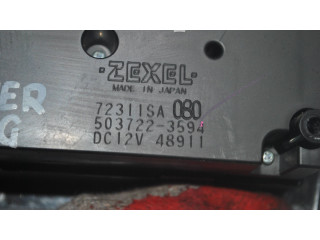 ·ZEXEL·
MADE IN JAPAN
72311SA 080
503722-3594
DC12V 48911
ER
G